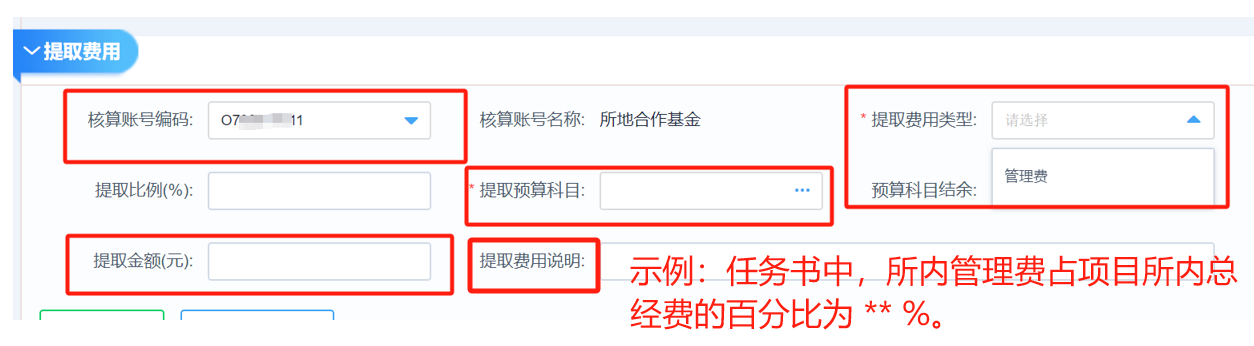 提取费用
核算账号编码: O7 11 核算账号名称: 所地合作基金 * 提取费用类型: 请选择
管理费
提取比例(%): * 提取预算科目: ... 预算科目结余:
提取金额(元): 提取费用说明:
示例：任务书中，所内管理费占项目所内总
经费的百分比为 ** %。